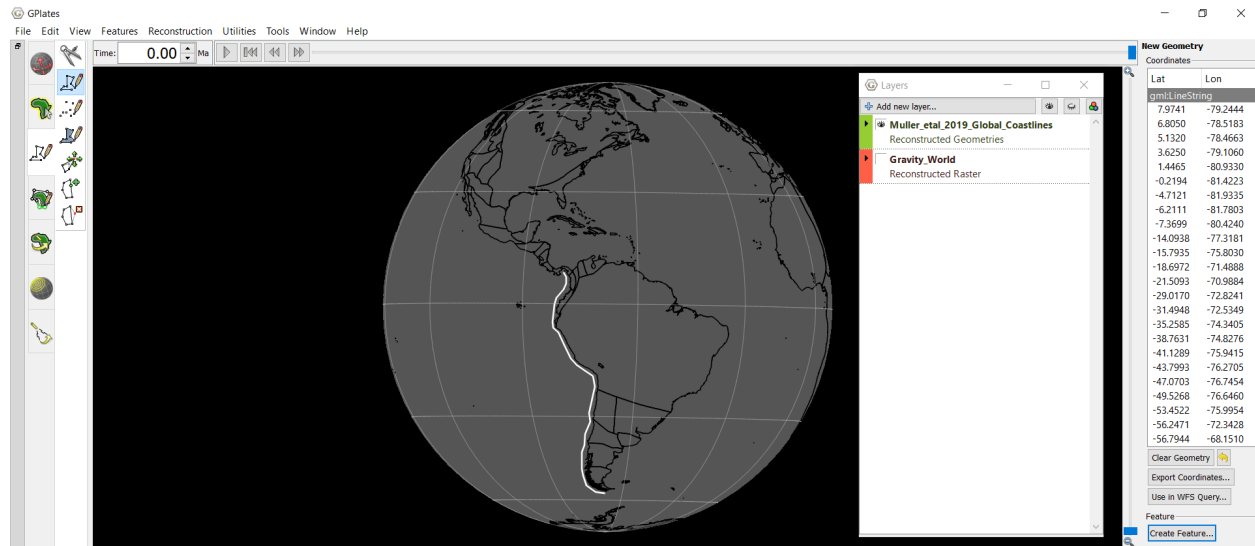 GPlates
File Edit View Features Reconstruction Utilities Tools Window Help
Time: 0.00 Ma
New Geometry
Coordinates
Lat Lon
gml:LineString
7.9741 -79.2444
6.8050 -78.5183
5.1320 -78.4663
3.6250 -79.1060
1.4465 -80.9330
-0.2194 -81.4223
-4.7121 -81.9335
-6.2111 -81.7803
-7.3699 -80.4240
-14.0938 -77.3181
-15.7935 -75.8030
-18.6972 -71.4888
-21.5093 -70.9884
-29.0170 -72.8241
-31.4948 -72.5349
-35.2585 -74.3405
-38.7631 -74.8276
-41.1289 -75.9415
-43.7993 -76.2705
-47.0703 -76.7454
-49.5268 -76.6460
-53.4522 -75.9954
-56.2471 -72.3428
-56.7944 -68.1510
Clear Geometry
Export Coordinates...
Use in WFS Query...
Feature
Create Feature...
Layers
Add new layer...
Muller_etal_2019_Global_Coastlines
Reconstructed Geometries
Gravity_World
Reconstructed Raster